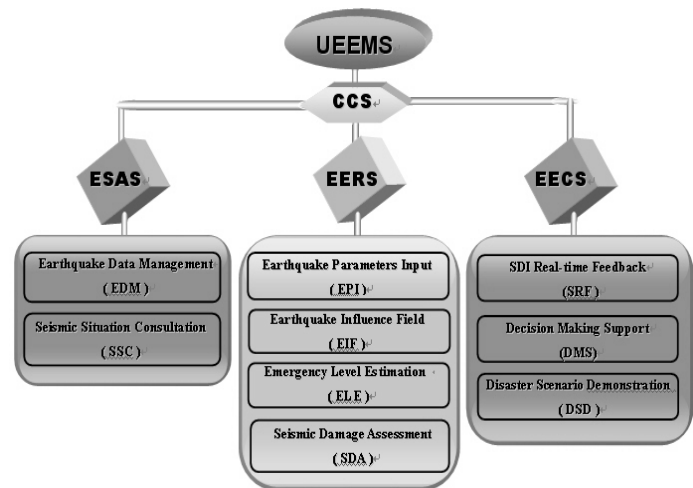 UEEMS
CCS
ESAS
EERS
EECS
Earthquake Data Management
(EDM)
Seismic Situation Consultation
(SSC)
Earthquake Parameters Input
(EPI)
Earthquake Influence Field
(EIF)
Emergency Level Estimation
(ELE)
Seismic Damage Assessment
(SDA)
SDI Real-time Feedback
(SRF)
Decision Making Support
(DMS)
Disaster Scenario Demonstration
(DSD)